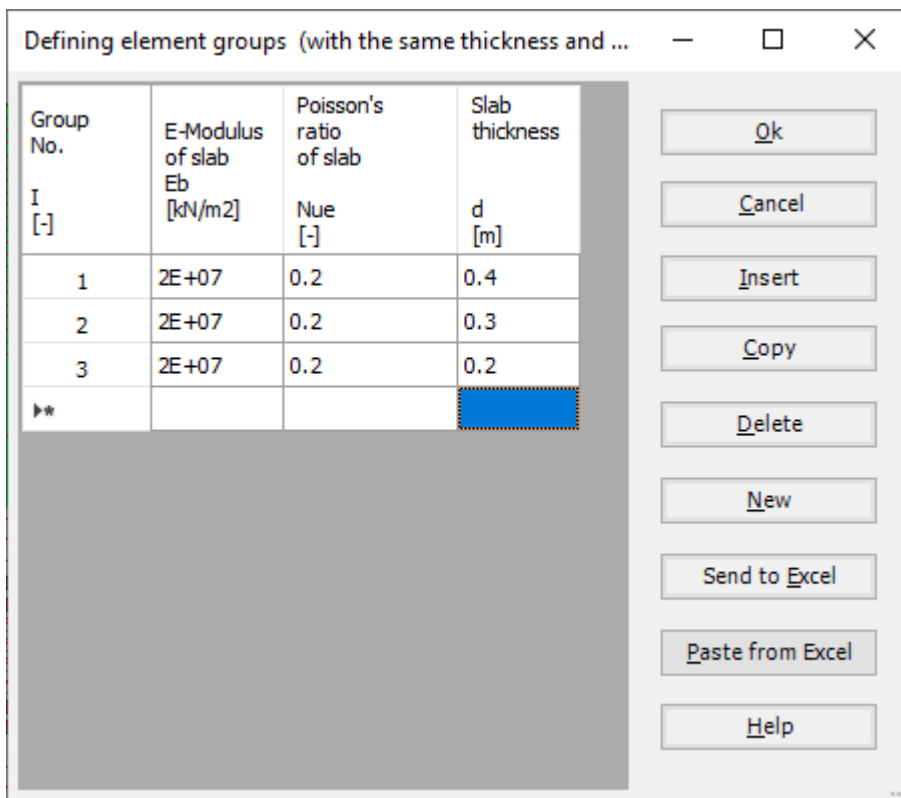 Defining element groups (with the same thickness and ...
Group
No.
I
[-]
E-Modulus
of slab
Eb
[kN/m2]
Poisson's
ratio
of slab
Nue
[-]
Slab
thickness
d
[m]
1 2E+07 0.2 0.4
2 2E+07 0.2 0.3
3 2E+07 0.2 0.2
Ok
Cancel
Insert
Copy
Delete
New
Send to Excel
Paste from Excel
Help